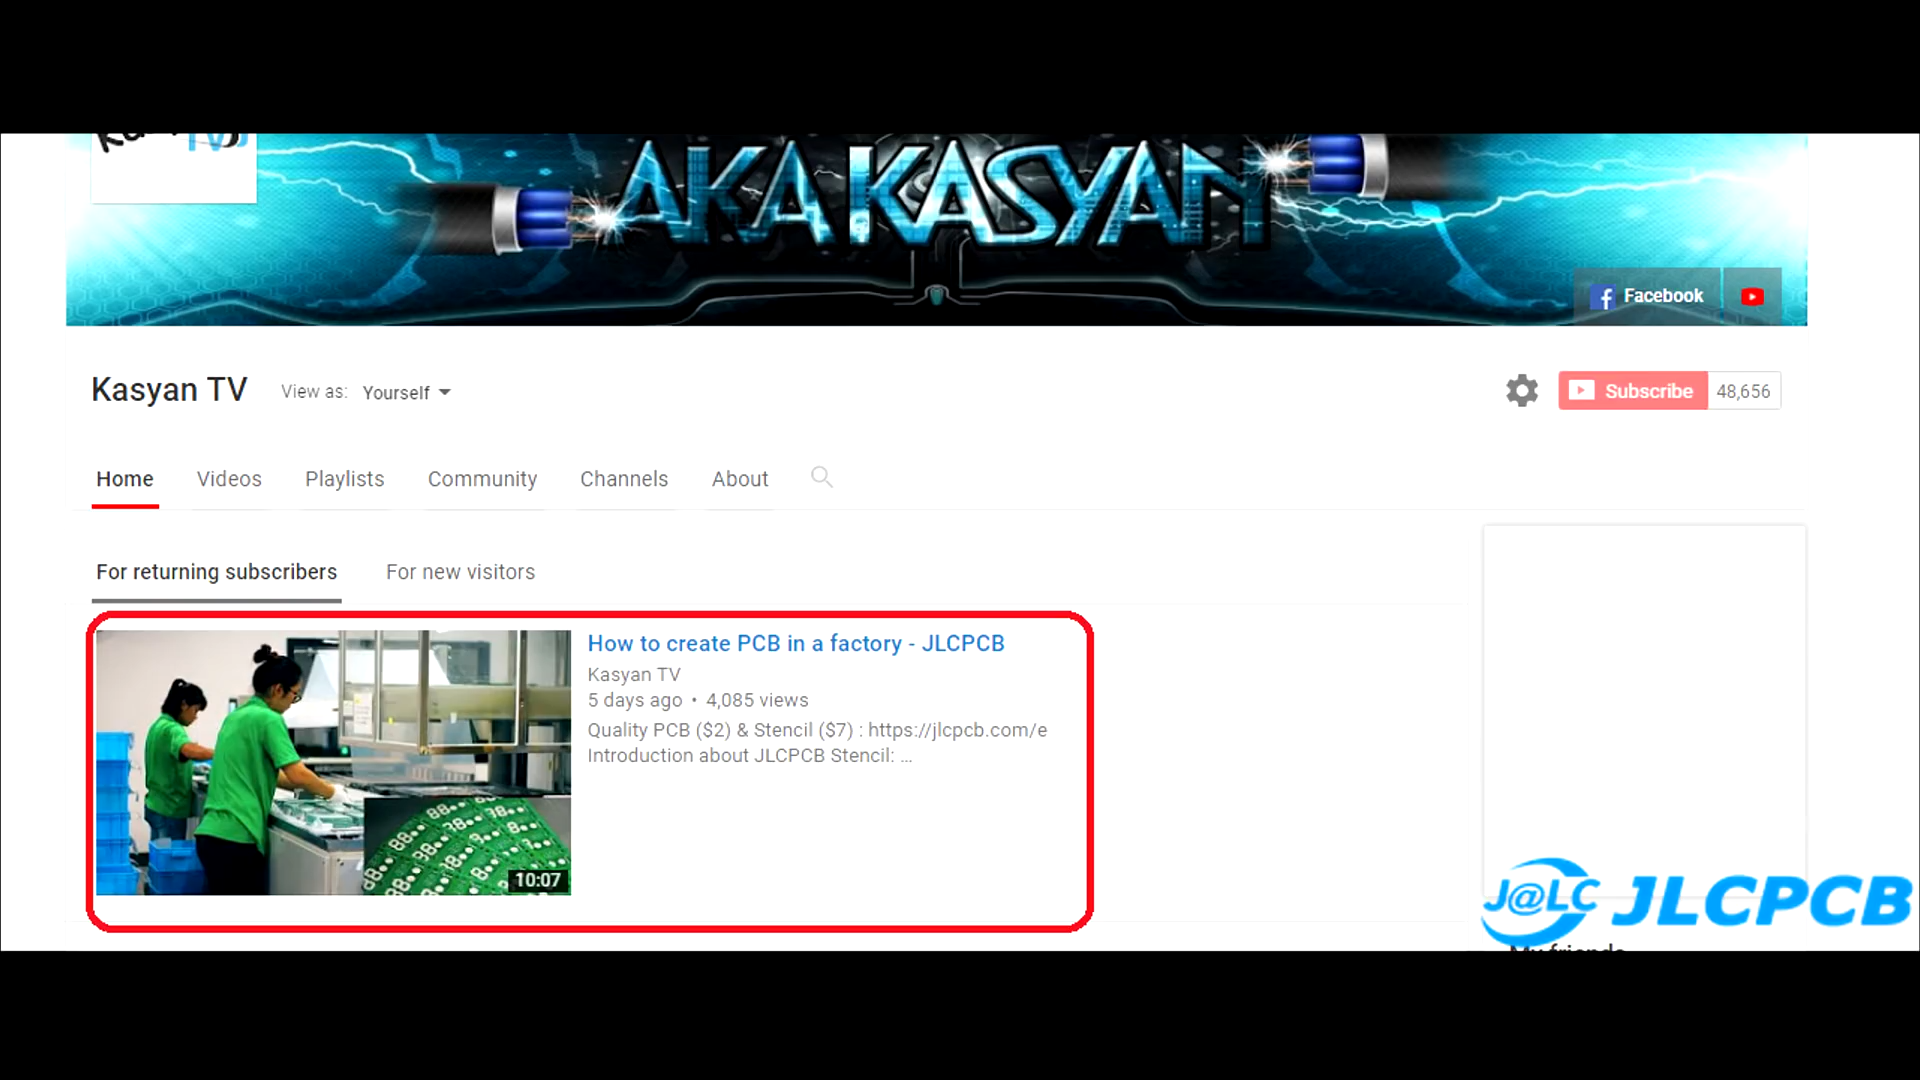 AKA KASYAN
Facebook
Kasyan TV
View as: Yourself
Subscribe 48,656
Home Videos Playlists Community Channels About
For returning subscribers For new visitors
How to create PCB in a factory - JLCPCB
Kasyan TV
5 days ago • 4,085 views
Quality PCB ($2) & Stencil ($7) : https://jlcpcb.com/e
Introduction about JLCPCB Stencil: ...
10:07
J@LC JLCPCB
My friends